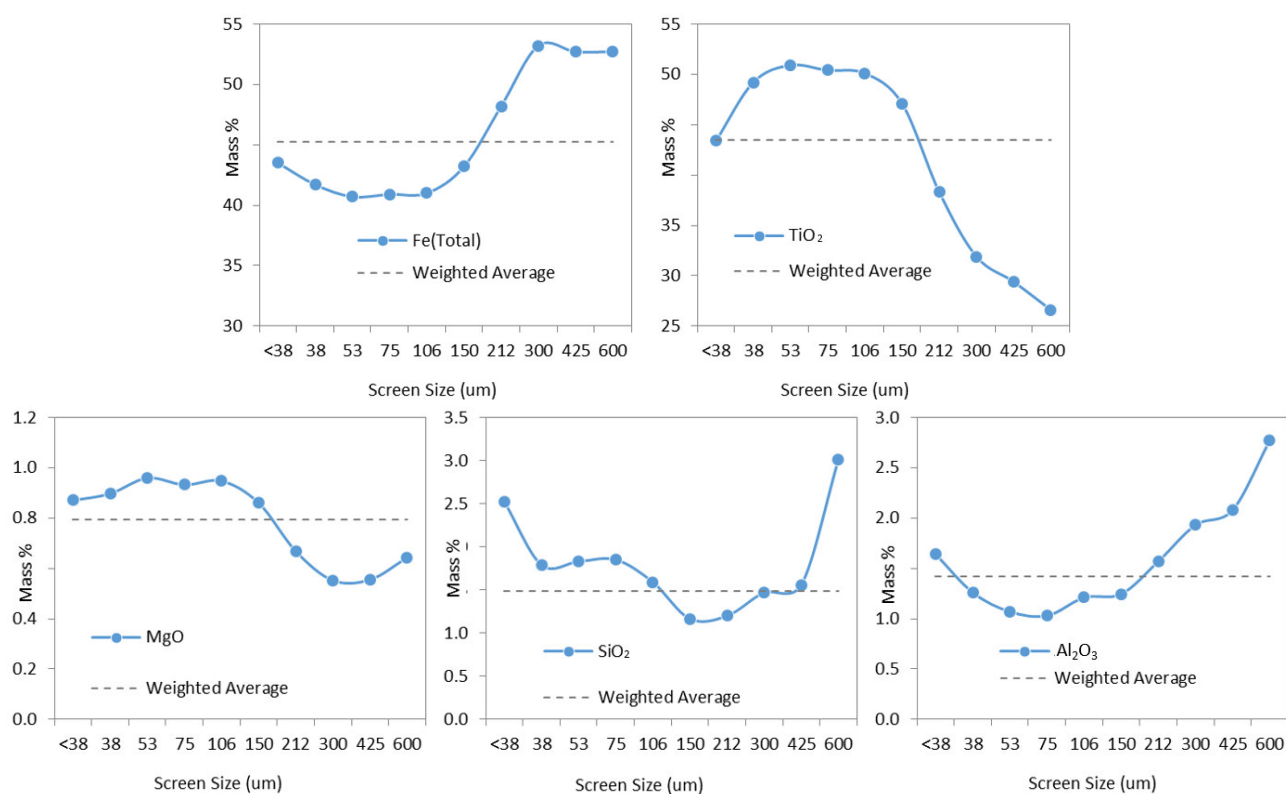 55
50
Mass %
40
35
30
Fe(Total)
Weighted Average
<38 38 53 75 106 150 212 300 425 600
Screen Size (um)
55
50
Mass %
35
30
25
TiO₂
Weighted Average
<38 38 53 75 106 150 212 300 425 600
Screen Size (um)
1.2
1.0
0.8
Mass %
0.4
0.2
0.0
MgO
Weighted Average
<38 38 53 75 106 150 212 300 425 600
Screen Size (um)
3.5
3.0
2.5
Mass %
1.0
0.5
0.0
SiO₂
Weighted Average
<38 38 53 75 106 150 212 300 425 600
Screen Size (um)
3.0
2.5
2.0
Mass %
1.0
0.5
0.0
Al₂O₃
Weighted Average
<38 38 53 75 106 150 212 300 425 600
Screen Size (um)